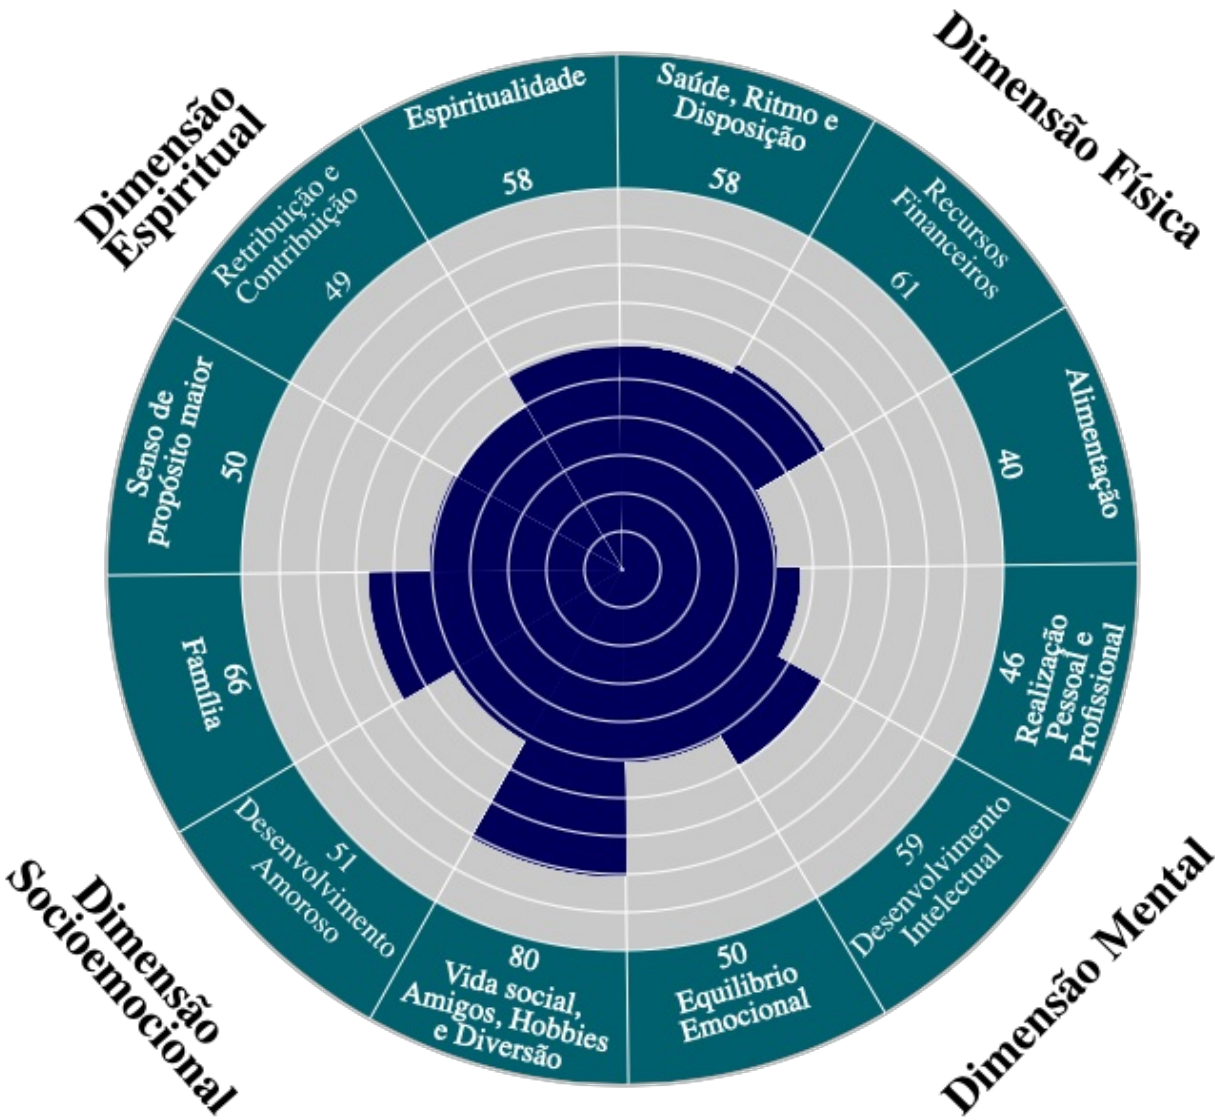 Dimensão
Espiritual
Dimensão Física
Espiritualidade
58
Saúde, Ritmo e
Disposição
58
Recursos
Financeiros
61
Alimentação
40
Realização
Pessoal e
Profissional
46
Desenvolvimento
Intelectual
59
Equilibrio
Emocional
50
Vida social,
Amigos, Hobbies
e Diversão
80
Desenvolvimento
Amoroso
51
Família
66
Senso de
propósito maior
50
Retribuição e
Contribuição
49
Dimensão
Socioemocional
Dimensão Mental